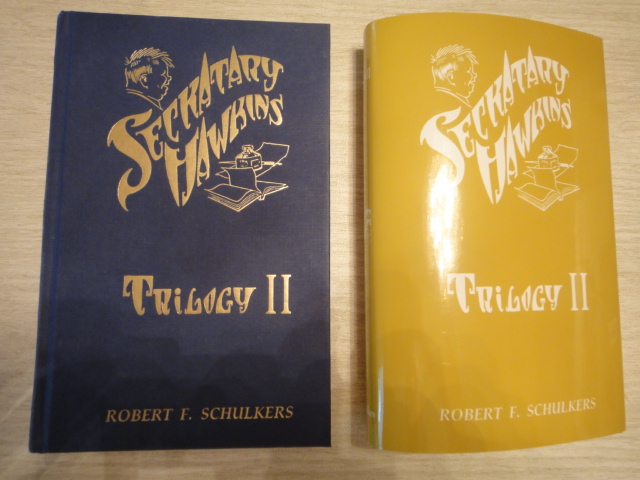 SECKATARY
HAWKINS
TRILOGY II
ROBERT F. SCHULKERS
SECKATARY
HAWKINS
TRILOGY II
ROBERT F. SCHULKERS